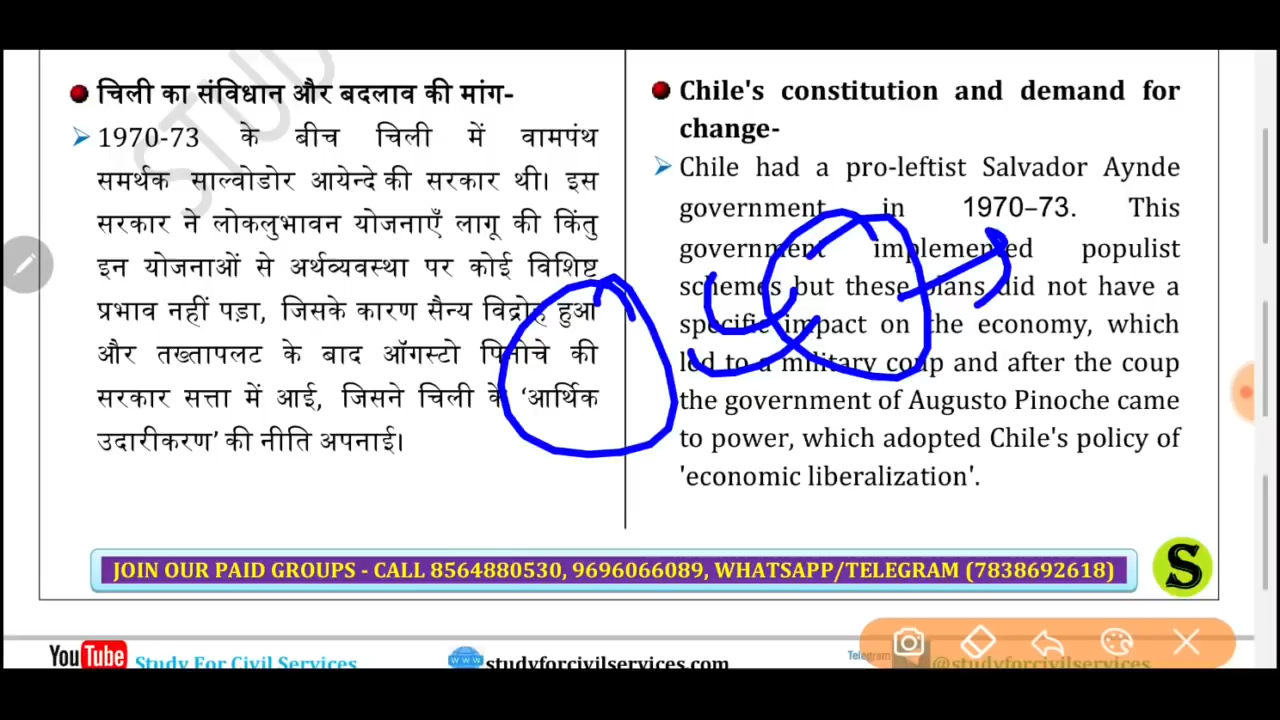 चिली का संविधान और बदलाव की मांग-
1970-73 के बीच चिली में वामपंथ
समर्थक साल्वोडोर आयेन्दे की सरकार थी। इस
सरकार ने लोकलुभावन योजनाएँ लागू की किंतु
इन योजनाओं से अर्थव्यवस्था पर कोई विशिष्ट
प्रभाव नहीं पड़ा, जिसके कारण सैन्य विद्रोह हुआ
और तख्तापलट के बाद ऑगस्टो पिनोचे की
सरकार सत्ता में आई, जिसने चिली के ‘आर्थिक
उदारीकरण’ की नीति अपनाई।
Chile's constitution and demand for
change-
Chile had a pro-leftist Salvador Aynde
government in 1970–73. This
government implemented populist
schemes but these plans did not have a
specific impact on the economy, which
led to a military coup and after the coup
the government of Augusto Pinoche came
to power, which adopted Chile's policy of
'economic liberalization'.
JOIN OUR PAID GROUPS - CALL 8564880530, 9696066089, WHATSAPP/TELEGRAM (7838692618)
S
YouTube Study For Civil Services
www studyforcivilservices.com
Telegram @studyforcivilservices
STUD